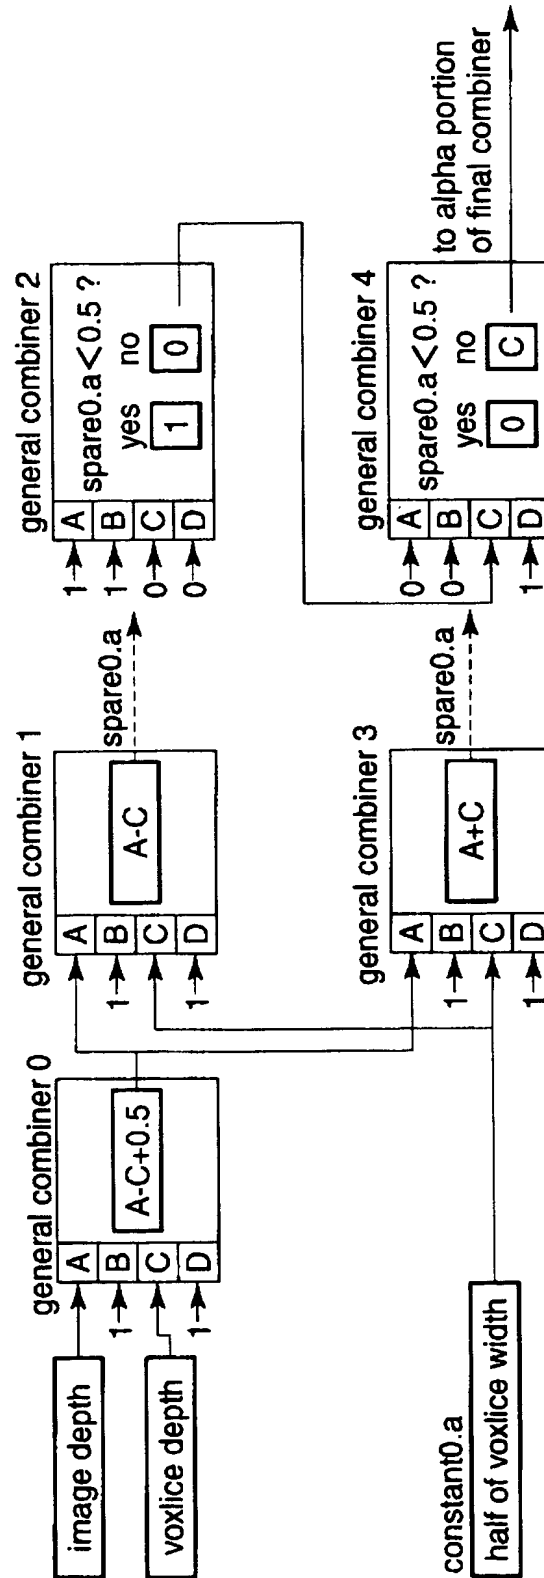 image depth
voxlice depth
constant0.a
half of voxlice width
general combiner 0
A
1 B
C
1 D
A-C+0.5
general combiner 1
A
1 B
C
1 D
A-C
spare0.a
general combiner 2
1 A
1 B
0 C
0 D
spare0.a<0.5 ?
yes no
1 0
general combiner 3
A
1 B
C
1 D
A+C
spare0.a
general combiner 4
0 A
0 B
C
1 D
spare0.a<0.5 ?
yes no
0 C
to alpha portion
of final combiner